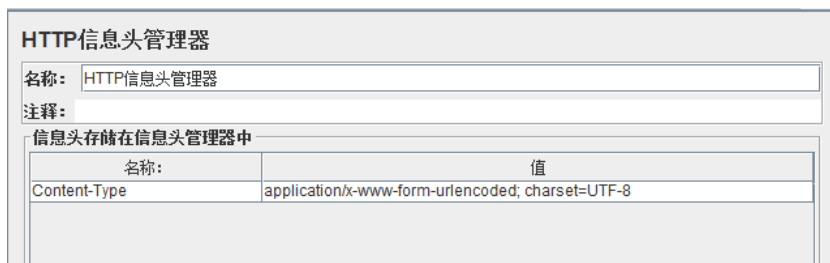 HTTP信息头管理器
名称： HTTP信息头管理器
注释：
信息头存储在信息头管理器中
名称： 值
Content-Type application/x-www-form-urlencoded; charset=UTF-8